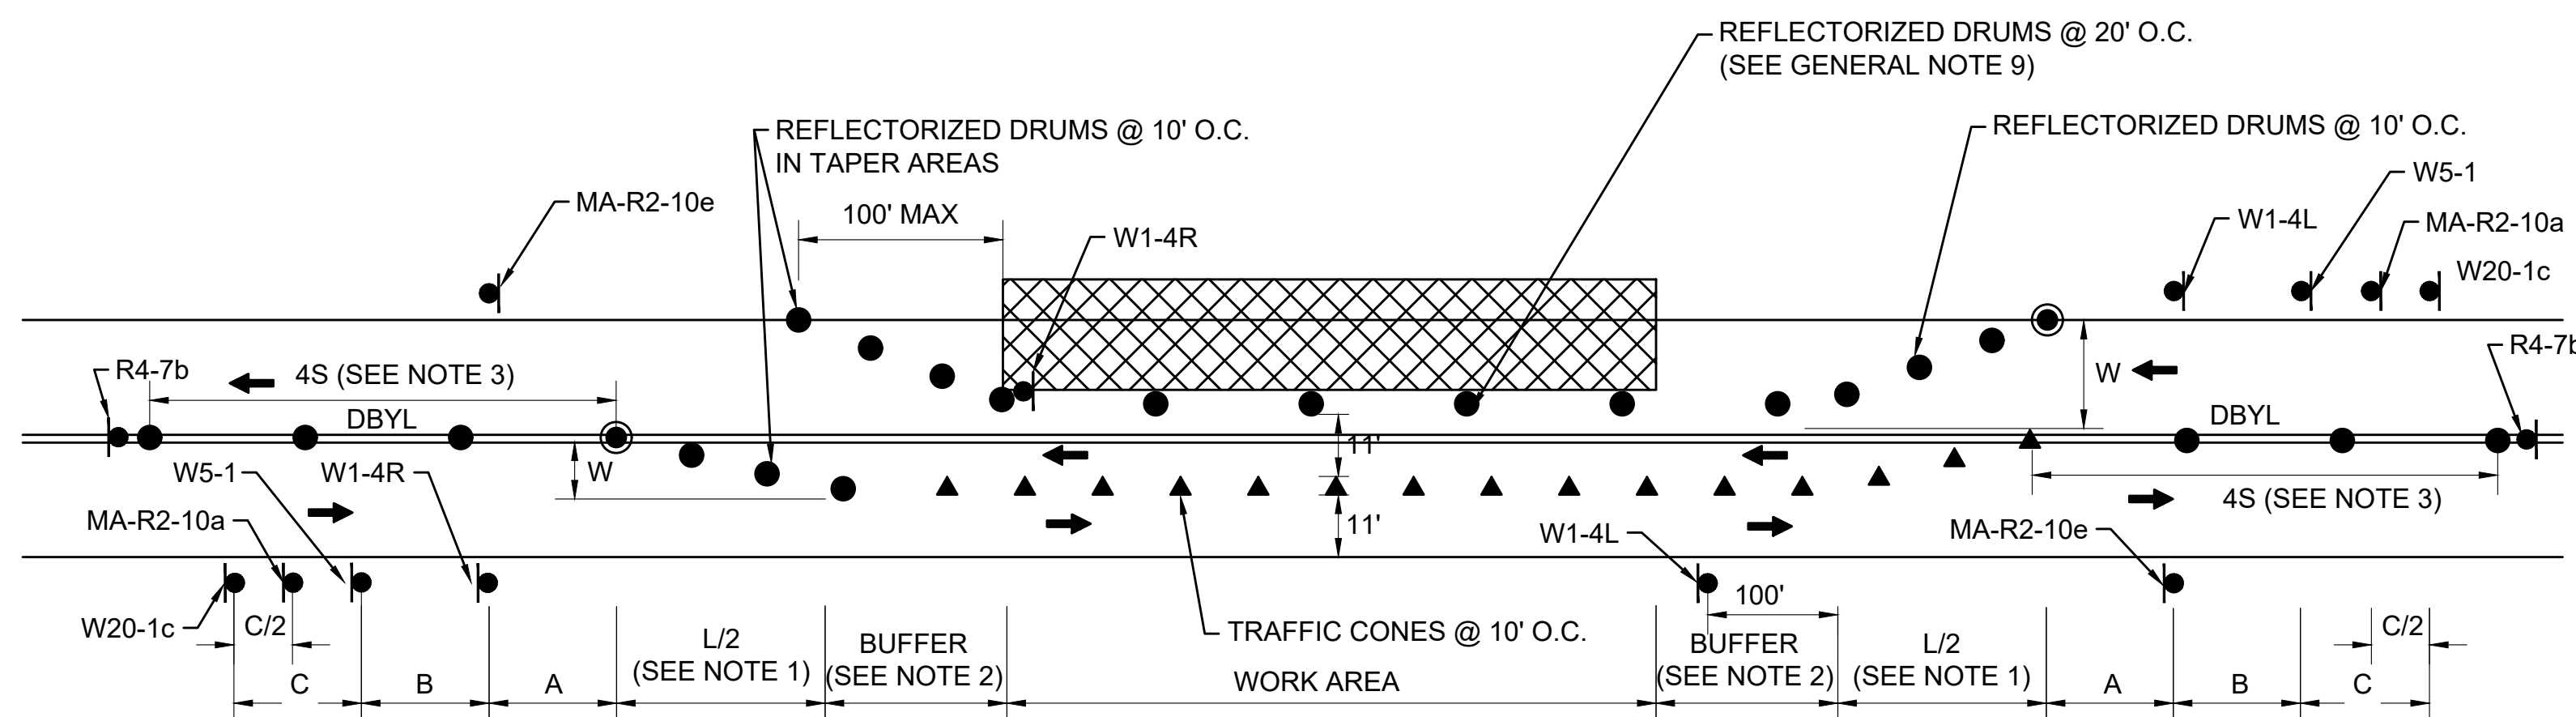 REFLECTORIZED DRUMS @ 20' O.C.
(SEE GENERAL NOTE 9)
REFLECTORIZED DRUMS @ 10' O.C.
IN TAPER AREAS
REFLECTORIZED DRUMS @ 10' O.C.
W5-1
MA-R2-10e
100' MAX
W1-4R
W1-4L
MA-R2-10a
W20-1c
R4-7b
4S (SEE NOTE 3)
DBYL
W
DBYL
R4-7b
11'
W5-1
W1-4R
W
4S (SEE NOTE 3)
MA-R2-10a
11'
W1-4L
MA-R2-10e
W20-1c
C/2
100'
TRAFFIC CONES @ 10' O.C.
C/2
L/2
(SEE NOTE 1)
BUFFER
(SEE NOTE 2)
BUFFER
(SEE NOTE 2)
L/2
(SEE NOTE 1)
C
B
A
WORK AREA
A
B
C